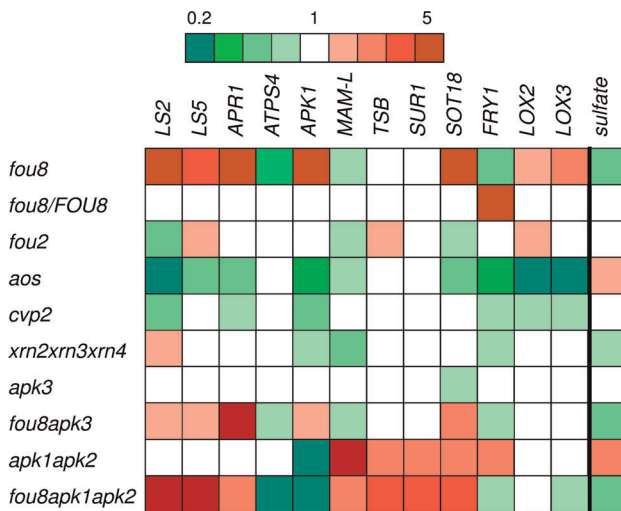 0.2 1 5
LS2 LS5 APR1 ATPS4 APK1 MAM-L TSB SUR1 SOT18 FRY1 LOX2 LOX3 sulfate
fou8
fou8/FOU8
fou2
aos
cvp2
xrn2xrn3xrn4
apk3
fou8apk3
apk1apk2
fou8apk1apk2